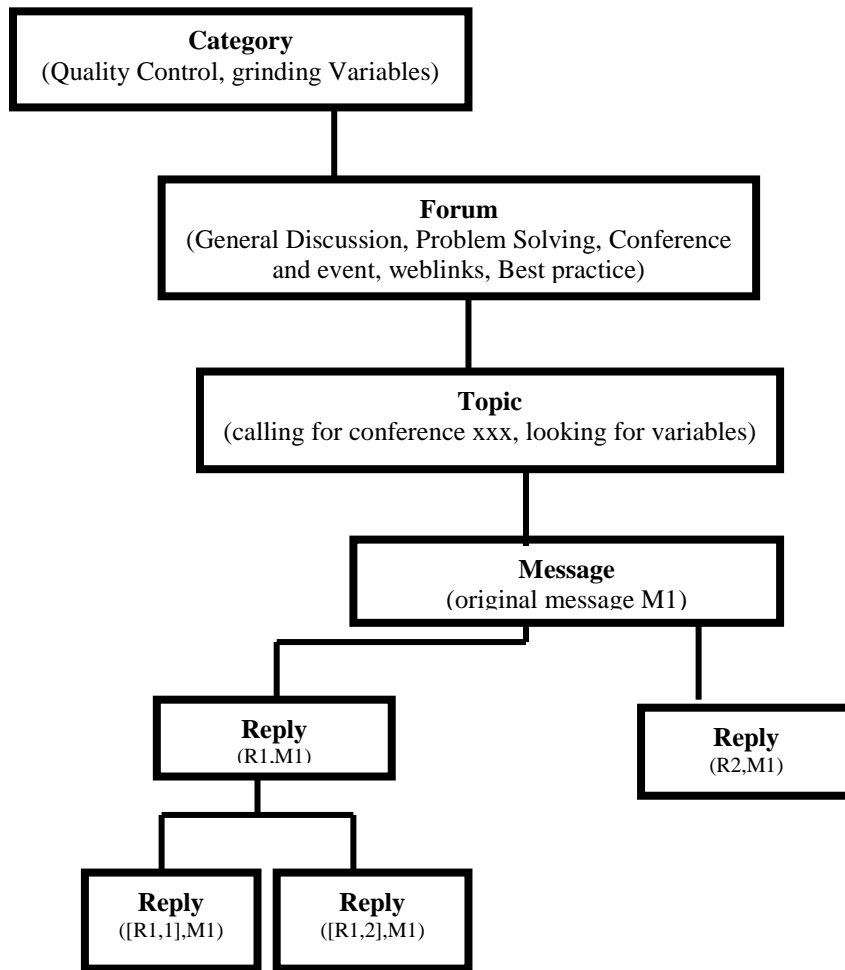 Category
(Quality Control, grinding Variables)
Forum
(General Discussion, Problem Solving, Conference
and event, weblinks, Best practice)
Topic
(calling for conference xxx, looking for variables)
Message
(original message M1)
Reply
(R1,M1)
Reply
(R2,M1)
Reply
([R1,1],M1)
Reply
([R1,2],M1)